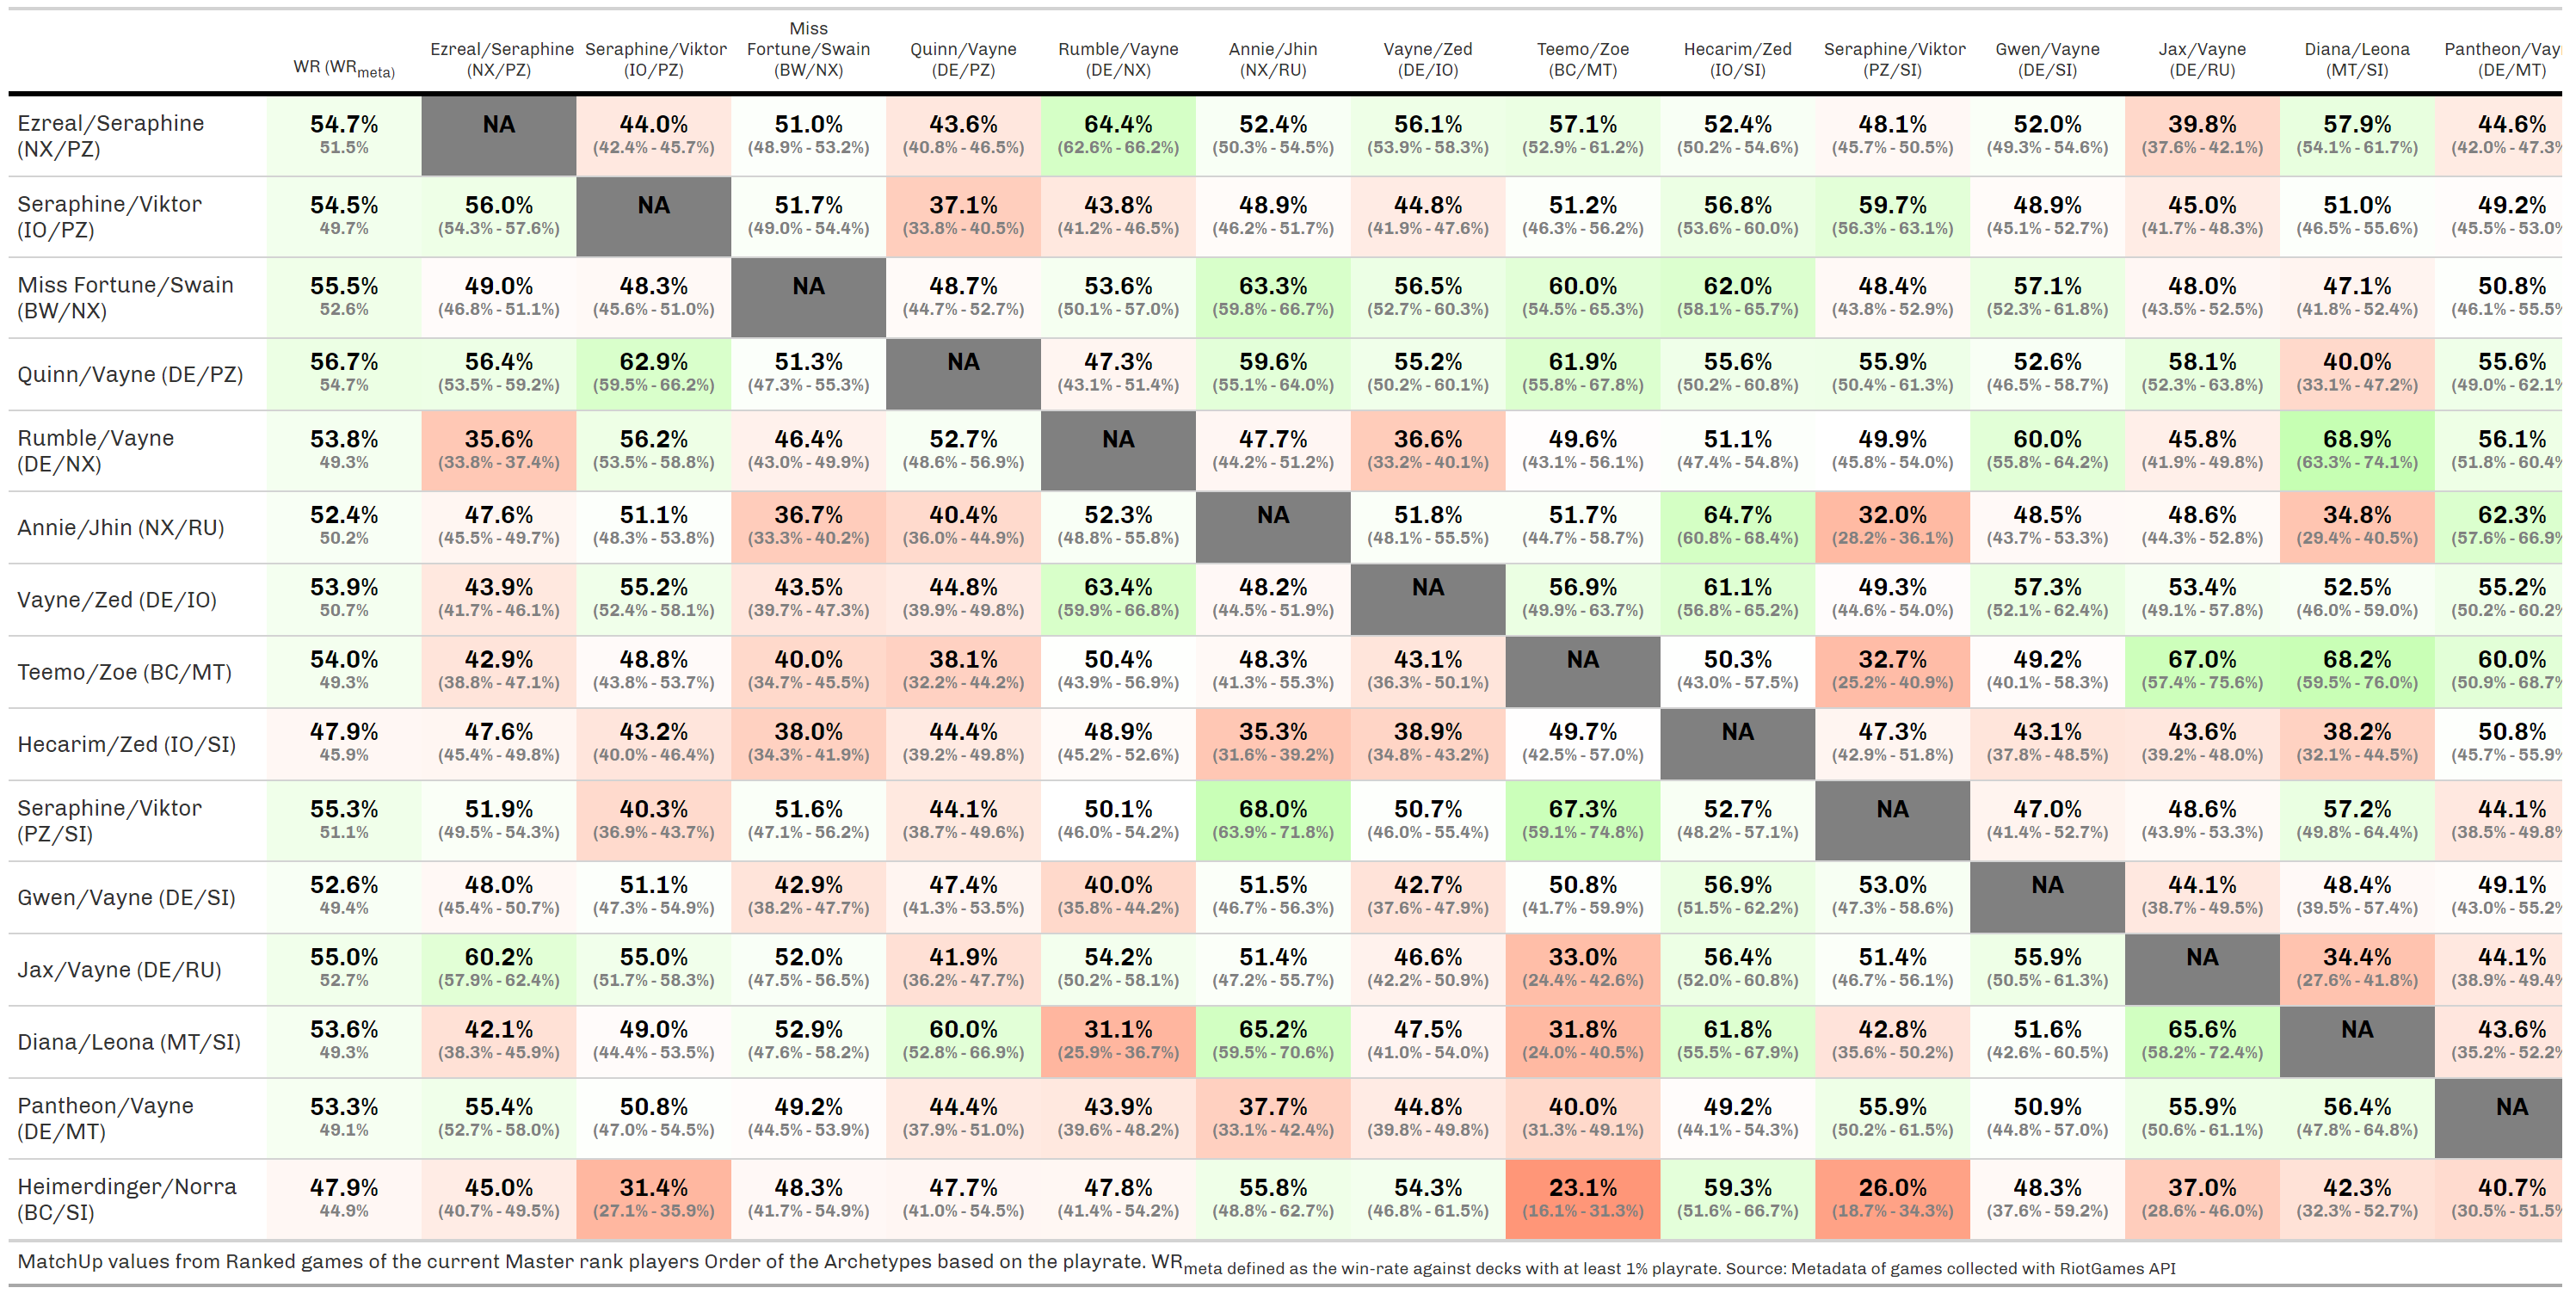 WR (WRmeta) Ezreal/Seraphine (NX/PZ) Seraphine/Viktor (IO/PZ) Miss Fortune/Swain (BW/NX) Quinn/Vayne (DE/PZ) Rumble/Vayne (DE/NX) Annie/Jhin (NX/RU) Vayne/Zed (DE/IO) Teemo/Zoe (BC/MT) Hecarim/Zed (IO/SI) Seraphine/Viktor (PZ/SI) Gwen/Vayne (DE/SI) Jax/Vayne (DE/RU) Diana/Leona (MT/SI) Pantheon/Vay (DE/MT)
Ezreal/Seraphine 54.7% NA 44.0% 51.0% 43.6% 64.4% 52.4% 56.1% 57.1% 52.4% 48.1% 52.0% 39.8% 57.9% 44.6%
(NX/PZ) 51.5% (42.4% - 45.7%) (48.9% - 53.2%) (40.8% - 46.5%) (62.6% - 66.2%) (50.3% - 54.5%) (53.9% - 58.3%) (52.9% - 61.2%) (50.2% - 54.6%) (45.7% - 50.5%) (49.3% - 54.6%) (37.6% - 42.1%) (54.1% - 61.7%) (42.0% - 47.3%
Seraphine/Viktor 54.5% 56.0% NA 51.7% 37.1% 43.8% 48.9% 44.8% 51.2% 56.8% 59.7% 48.9% 45.0% 51.0% 49.2%
(IO/PZ) 49.7% (54.3% - 57.6%) (49.0% - 54.4%) (33.8% - 40.5%) (41.2% - 46.5%) (46.2% - 51.7%) (41.9% - 47.6%) (46.3% - 56.2%) (53.6% - 60.0%) (56.3% - 63.1%) (45.1% - 52.7%) (41.7% - 48.3%) (46.5% - 55.6%) (45.5% - 53.0%
Miss Fortune/Swain 55.5% 49.0% 48.3% NA 48.7% 53.6% 63.3% 56.5% 60.0% 62.0% 48.4% 57.1% 48.0% 47.1% 50.8%
(BW/NX) 52.6% (46.8% - 51.1%) (45.6% - 51.0%) (44.7% - 52.7%) (50.1% - 57.0%) (59.8% - 66.7%) (52.7% - 60.3%) (54.5% - 65.3%) (58.1% - 65.7%) (43.8% - 52.9%) (52.3% - 61.8%) (43.5% - 52.5%) (41.8% - 52.4%) (46.1% - 55.5%
Quinn/Vayne (DE/PZ) 56.7% 56.4% 62.9% 51.3% NA 47.3% 59.6% 55.2% 61.9% 55.6% 55.9% 52.6% 58.1% 40.0% 55.6%
54.7% (53.5% - 59.2%) (59.5% - 66.2%) (47.3% - 55.3%) (43.1% - 51.4%) (55.1% - 64.0%) (50.2% - 60.1%) (55.8% - 67.8%) (50.2% - 60.8%) (50.4% - 61.3%) (46.5% - 58.7%) (52.3% - 63.8%) (33.1% - 47.2%) (49.0% - 62.1%
Rumble/Vayne 53.8% 35.6% 56.2% 46.4% 52.7% NA 47.7% 36.6% 49.6% 51.1% 49.9% 60.0% 45.8% 68.9% 56.1%
(DE/NX) 49.3% (33.8% - 37.4%) (53.5% - 58.8%) (43.0% - 49.9%) (48.6% - 56.9%) (44.2% - 51.2%) (33.2% - 40.1%) (43.1% - 56.1%) (47.4% - 54.8%) (45.8% - 54.0%) (55.8% - 64.2%) (41.9% - 49.8%) (63.3% - 74.1%) (51.8% - 60.4%
Annie/Jhin (NX/RU) 52.4% 47.6% 51.1% 36.7% 40.4% 52.3% NA 51.8% 51.7% 64.7% 32.0% 48.5% 48.6% 34.8% 62.3%
50.2% (45.5% - 49.7%) (48.3% - 53.8%) (33.3% - 40.2%) (36.0% - 44.9%) (48.8% - 55.8%) (48.1% - 55.5%) (44.7% - 58.7%) (60.8% - 68.4%) (28.2% - 36.1%) (43.7% - 53.3%) (44.3% - 52.8%) (29.4% - 40.5%) (57.6% - 66.9%
Vayne/Zed (DE/IO) 53.9% 43.9% 55.2% 43.5% 44.8% 63.4% 48.2% NA 56.9% 61.1% 49.3% 57.3% 53.4% 52.5% 55.2%
50.7% (41.7% - 46.1%) (52.4% - 58.1%) (39.7% - 47.3%) (39.9% - 49.8%) (59.9% - 66.8%) (44.5% - 51.9%) (49.9% - 63.7%) (56.8% - 65.2%) (44.6% - 54.0%) (52.1% - 62.4%) (49.1% - 57.8%) (46.0% - 59.0%) (50.2% - 60.2%
Teemo/Zoe (BC/MT) 54.0% 42.9% 48.8% 40.0% 38.1% 50.4% 48.3% 43.1% NA 50.3% 32.7% 49.2% 67.0% 68.2% 60.0%
49.3% (38.8% - 47.1%) (43.8% - 53.7%) (34.7% - 45.5%) (32.2% - 44.2%) (43.9% - 56.9%) (41.3% - 55.3%) (36.3% - 50.1%) (43.0% - 57.5%) (25.2% - 40.9%) (40.1% - 58.3%) (57.4% - 75.6%) (59.5% - 76.0%) (50.9% - 68.7%
Hecarim/Zed (IO/SI) 47.9% 47.6% 43.2% 38.0% 44.4% 48.9% 35.3% 38.9% 49.7% NA 47.3% 43.1% 43.6% 38.2% 50.8%
45.9% (45.4% - 49.8%) (40.0% - 46.4%) (34.3% - 41.9%) (39.2% - 49.8%) (45.2% - 52.6%) (31.6% - 39.2%) (34.8% - 43.2%) (42.5% - 57.0%) (42.9% - 51.8%) (37.8% - 48.5%) (39.2% - 48.0%) (32.1% - 44.5%) (45.7% - 55.9%
Seraphine/Viktor 55.3% 51.9% 40.3% 51.6% 44.1% 50.1% 68.0% 50.7% 67.3% 52.7% NA 47.0% 48.6% 57.2% 44.1%
(PZ/SI) 51.1% (49.5% - 54.3%) (36.9% - 43.7%) (47.1% - 56.2%) (38.7% - 49.6%) (46.0% - 54.2%) (63.9% - 71.8%) (46.0% - 55.4%) (59.1% - 74.8%) (48.2% - 57.1%) (41.4% - 52.7%) (43.9% - 53.3%) (49.8% - 64.4%) (38.5% - 49.8%
Gwen/Vayne (DE/SI) 52.6% 48.0% 51.1% 42.9% 47.4% 40.0% 51.5% 42.7% 50.8% 56.9% 53.0% NA 44.1% 48.4% 49.1%
49.4% (45.4% - 50.7%) (47.3% - 54.9%) (38.2% - 47.7%) (41.3% - 53.5%) (35.8% - 44.2%) (46.7% - 56.3%) (37.6% - 47.9%) (41.7% - 59.9%) (51.5% - 62.2%) (47.3% - 58.6%) (38.7% - 49.5%) (39.5% - 57.4%) (43.0% - 55.2%
Jax/Vayne (DE/RU) 55.0% 60.2% 55.0% 52.0% 41.9% 54.2% 51.4% 46.6% 33.0% 56.4% 51.4% 55.9% NA 34.4% 44.1%
52.7% (57.9% - 62.4%) (51.7% - 58.3%) (47.5% - 56.5%) (36.2% - 47.7%) (50.2% - 58.1%) (47.2% - 55.7%) (42.2% - 50.9%) (24.4% - 42.6%) (52.0% - 60.8%) (46.7% - 56.1%) (50.5% - 61.3%) (27.6% - 41.8%) (38.9% - 49.4%
Diana/Leona (MT/SI) 53.6% 42.1% 49.0% 52.9% 60.0% 31.1% 65.2% 47.5% 31.8% 61.8% 42.8% 51.6% 65.6% NA 43.6%
49.3% (38.3% - 45.9%) (44.4% - 53.5%) (47.6% - 58.2%) (52.8% - 66.9%) (25.9% - 36.7%) (59.5% - 70.6%) (41.0% - 54.0%) (24.0% - 40.5%) (55.5% - 67.9%) (35.6% - 50.2%) (42.6% - 60.5%) (58.2% - 72.4%) (35.2% - 52.2%
Pantheon/Vayne 53.3% 55.4% 50.8% 49.2% 44.4% 43.9% 37.7% 44.8% 40.0% 49.2% 55.9% 50.9% 55.9% 56.4% NA
(DE/MT) 49.1% (52.7% - 58.0%) (47.0% - 54.5%) (44.5% - 53.9%) (37.9% - 51.0%) (39.6% - 48.2%) (33.1% - 42.4%) (39.8% - 49.8%) (31.3% - 49.1%) (44.1% - 54.3%) (50.2% - 61.5%) (44.8% - 57.0%) (50.6% - 61.1%) (47.8% - 64.8%)
Heimerdinger/Norra 47.9% 45.0% 31.4% 48.3% 47.7% 47.8% 55.8% 54.3% 23.1% 59.3% 26.0% 48.3% 37.0% 42.3% 40.7%
(BC/SI) 44.9% (40.7% - 49.5%) (27.1% - 35.9%) (41.7% - 54.9%) (41.0% - 54.5%) (41.4% - 54.2%) (48.8% - 62.7%) (46.8% - 61.5%) (16.1% - 31.3%) (51.6% - 66.7%) (18.7% - 34.3%) (37.6% - 59.2%) (28.6% - 46.0%) (32.3% - 52.7%) (30.5% - 51.5%
MatchUp values from Ranked games of the current Master rank players Order of the Archetypes based on the playrate. WRmeta defined as the win-rate against decks with at least 1% playrate. Source: Metadata of games collected with RiotGames API